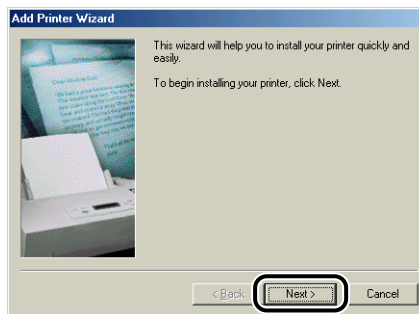 Add Printer Wizard
This wizard will help you to install your printer quickly and
easily.
To begin installing your printer, click Next.
< Back
Next >
Cancel